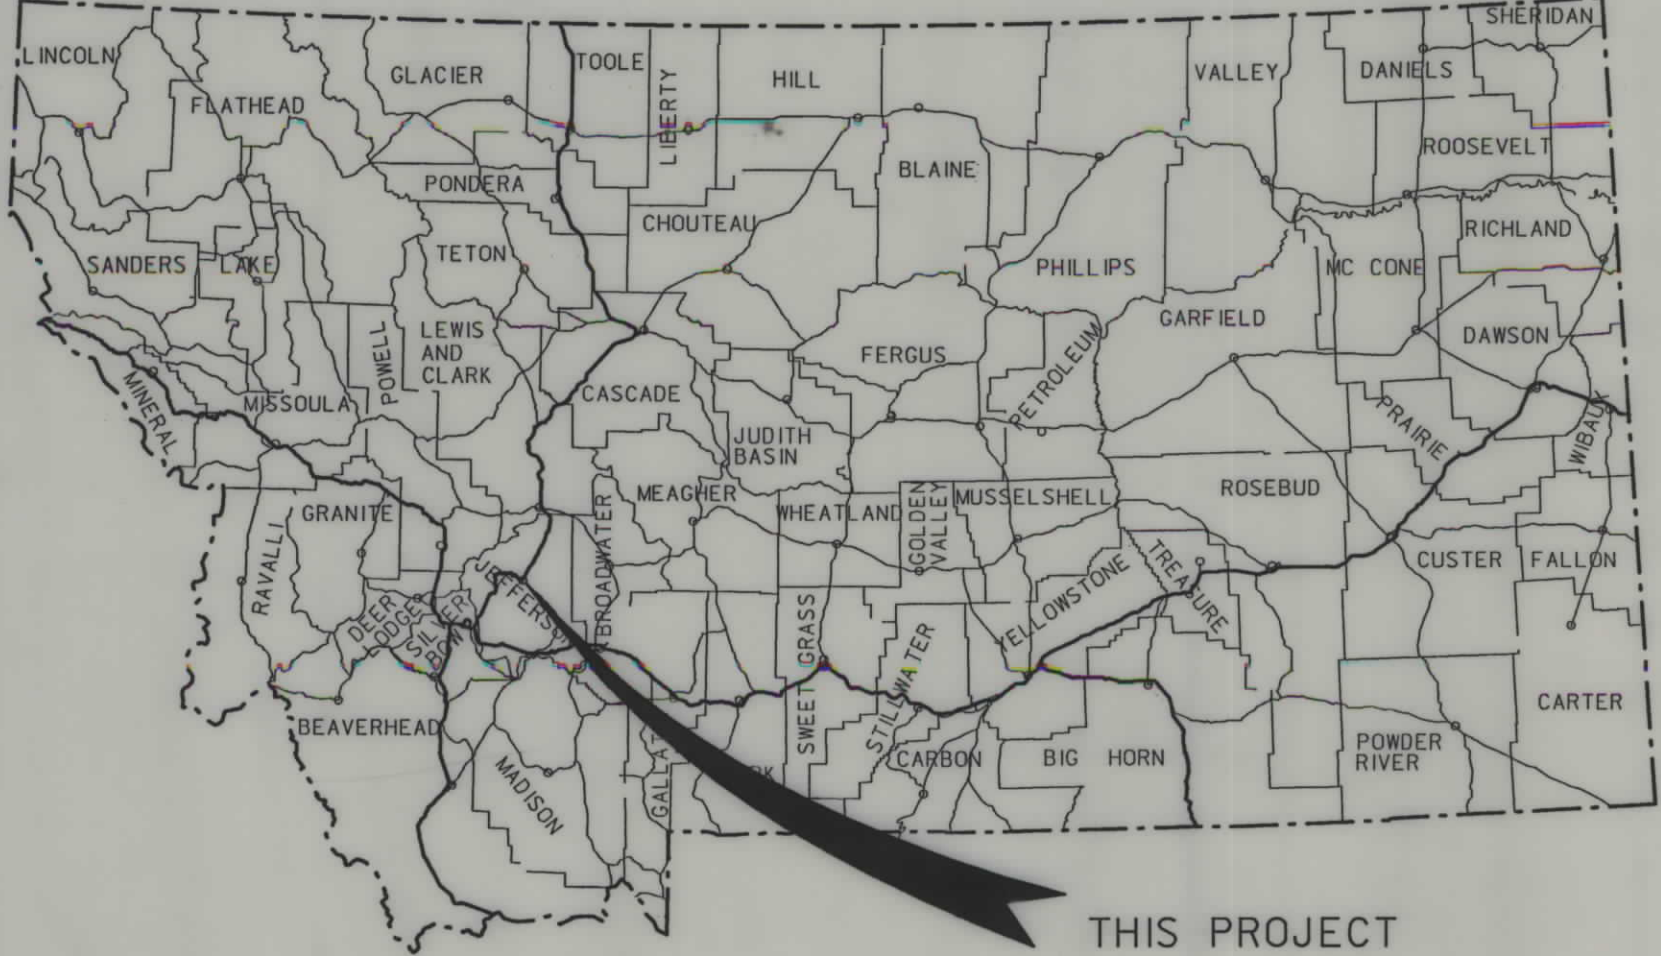 SHERIDAN
LINCOLN
TOOLE
GLACIER
HILL
VALLEY
DANIELS
LIBERTY
FLATHEAD
ROOSEVELT
BLAINE
PONDERA
CHOUTEAU
RICHLAND
TETON
SANDERS
LAKE
PHILLIPS
MC CONE
GARFIELD
LEWIS
AND
CLARK
POWELL
DAWSON
FERGUS
PETROLEUM
CASCADE
MINERAL
MISSOULA
PRAIRIE
WIBAUX
JUDITH
BASIN
MEAGHER
MUSSELSHELL
ROSEBUD
GRANITE
WHEATLAND
GOLDEN
VALLEY
RAVALLI
BROADWATER
TREASURE
CUSTER
FALLON
JEFFERSO
YELLOWSTONE
DEER
LODGE
SILVER
BOW
SWEET GRASS
STILLWATER
CARTER
BEAVERHEAD
POWDER
RIVER
CARBON
BIG HORN
MADISON
GALLAT
RK
THIS PROJECT